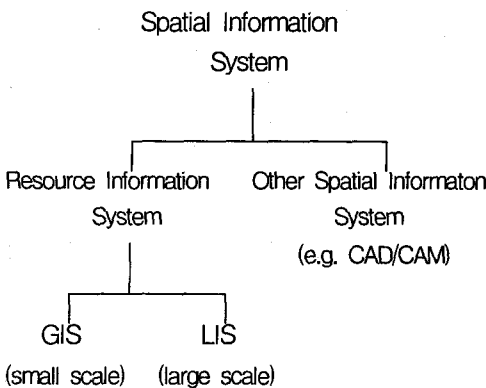 Spatial Information
System
Resource Information
System
Other Spatial Informaton
System
(e.g. CAD/CAM)
GIS
(small scale)
LIS
(large scale)